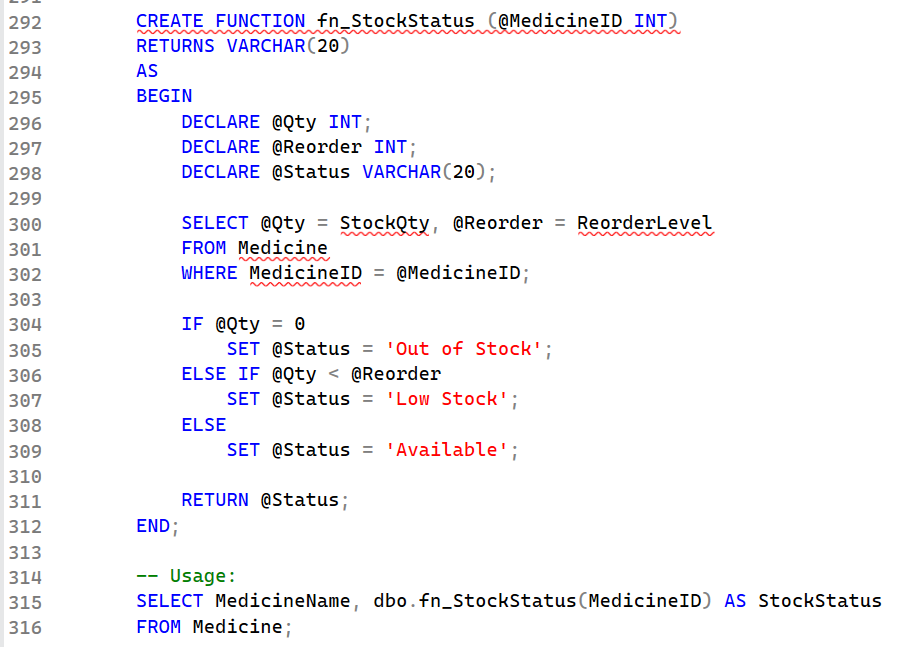 291
292 CREATE FUNCTION fn_StockStatus (@MedicineID INT)
293 RETURNS VARCHAR(20)
294 AS
295 BEGIN
296 DECLARE @Qty INT;
297 DECLARE @Reorder INT;
298 DECLARE @Status VARCHAR(20);
299
300 SELECT @Qty = StockQty, @Reorder = ReorderLevel
301 FROM Medicine
302 WHERE MedicineID = @MedicineID;
303
304 IF @Qty = 0
305 SET @Status = 'Out of Stock';
306 ELSE IF @Qty < @Reorder
307 SET @Status = 'Low Stock';
308 ELSE
309 SET @Status = 'Available';
310
311 RETURN @Status;
312 END;
313
314 -- Usage:
315 SELECT MedicineName, dbo.fn_StockStatus(MedicineID) AS StockStatus
316 FROM Medicine;